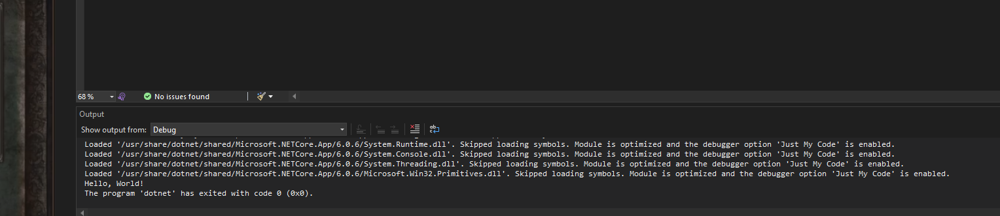 68 %
No issues found
Output
Show output from: Debug
Loaded '/usr/share/dotnet/shared/Microsoft.NETCore.App/6.0.6/System.Runtime.dll'. Skipped loading symbols. Module is optimized and the debugger option 'Just My Code' is enabled.
Loaded '/usr/share/dotnet/shared/Microsoft.NETCore.App/6.0.6/System.Console.dll'. Skipped loading symbols. Module is optimized and the debugger option 'Just My Code' is enabled.
Loaded '/usr/share/dotnet/shared/Microsoft.NETCore.App/6.0.6/System.Threading.dll'. Skipped loading symbols. Module is optimized and the debugger option 'Just My Code' is enabled.
Loaded '/usr/share/dotnet/shared/Microsoft.NETCore.App/6.0.6/Microsoft.Win32.Primitives.dll'. Skipped loading symbols. Module is optimized and the debugger option 'Just My Code' is enabled.
Hello, World!
The program 'dotnet' has exited with code 0 (0x0).